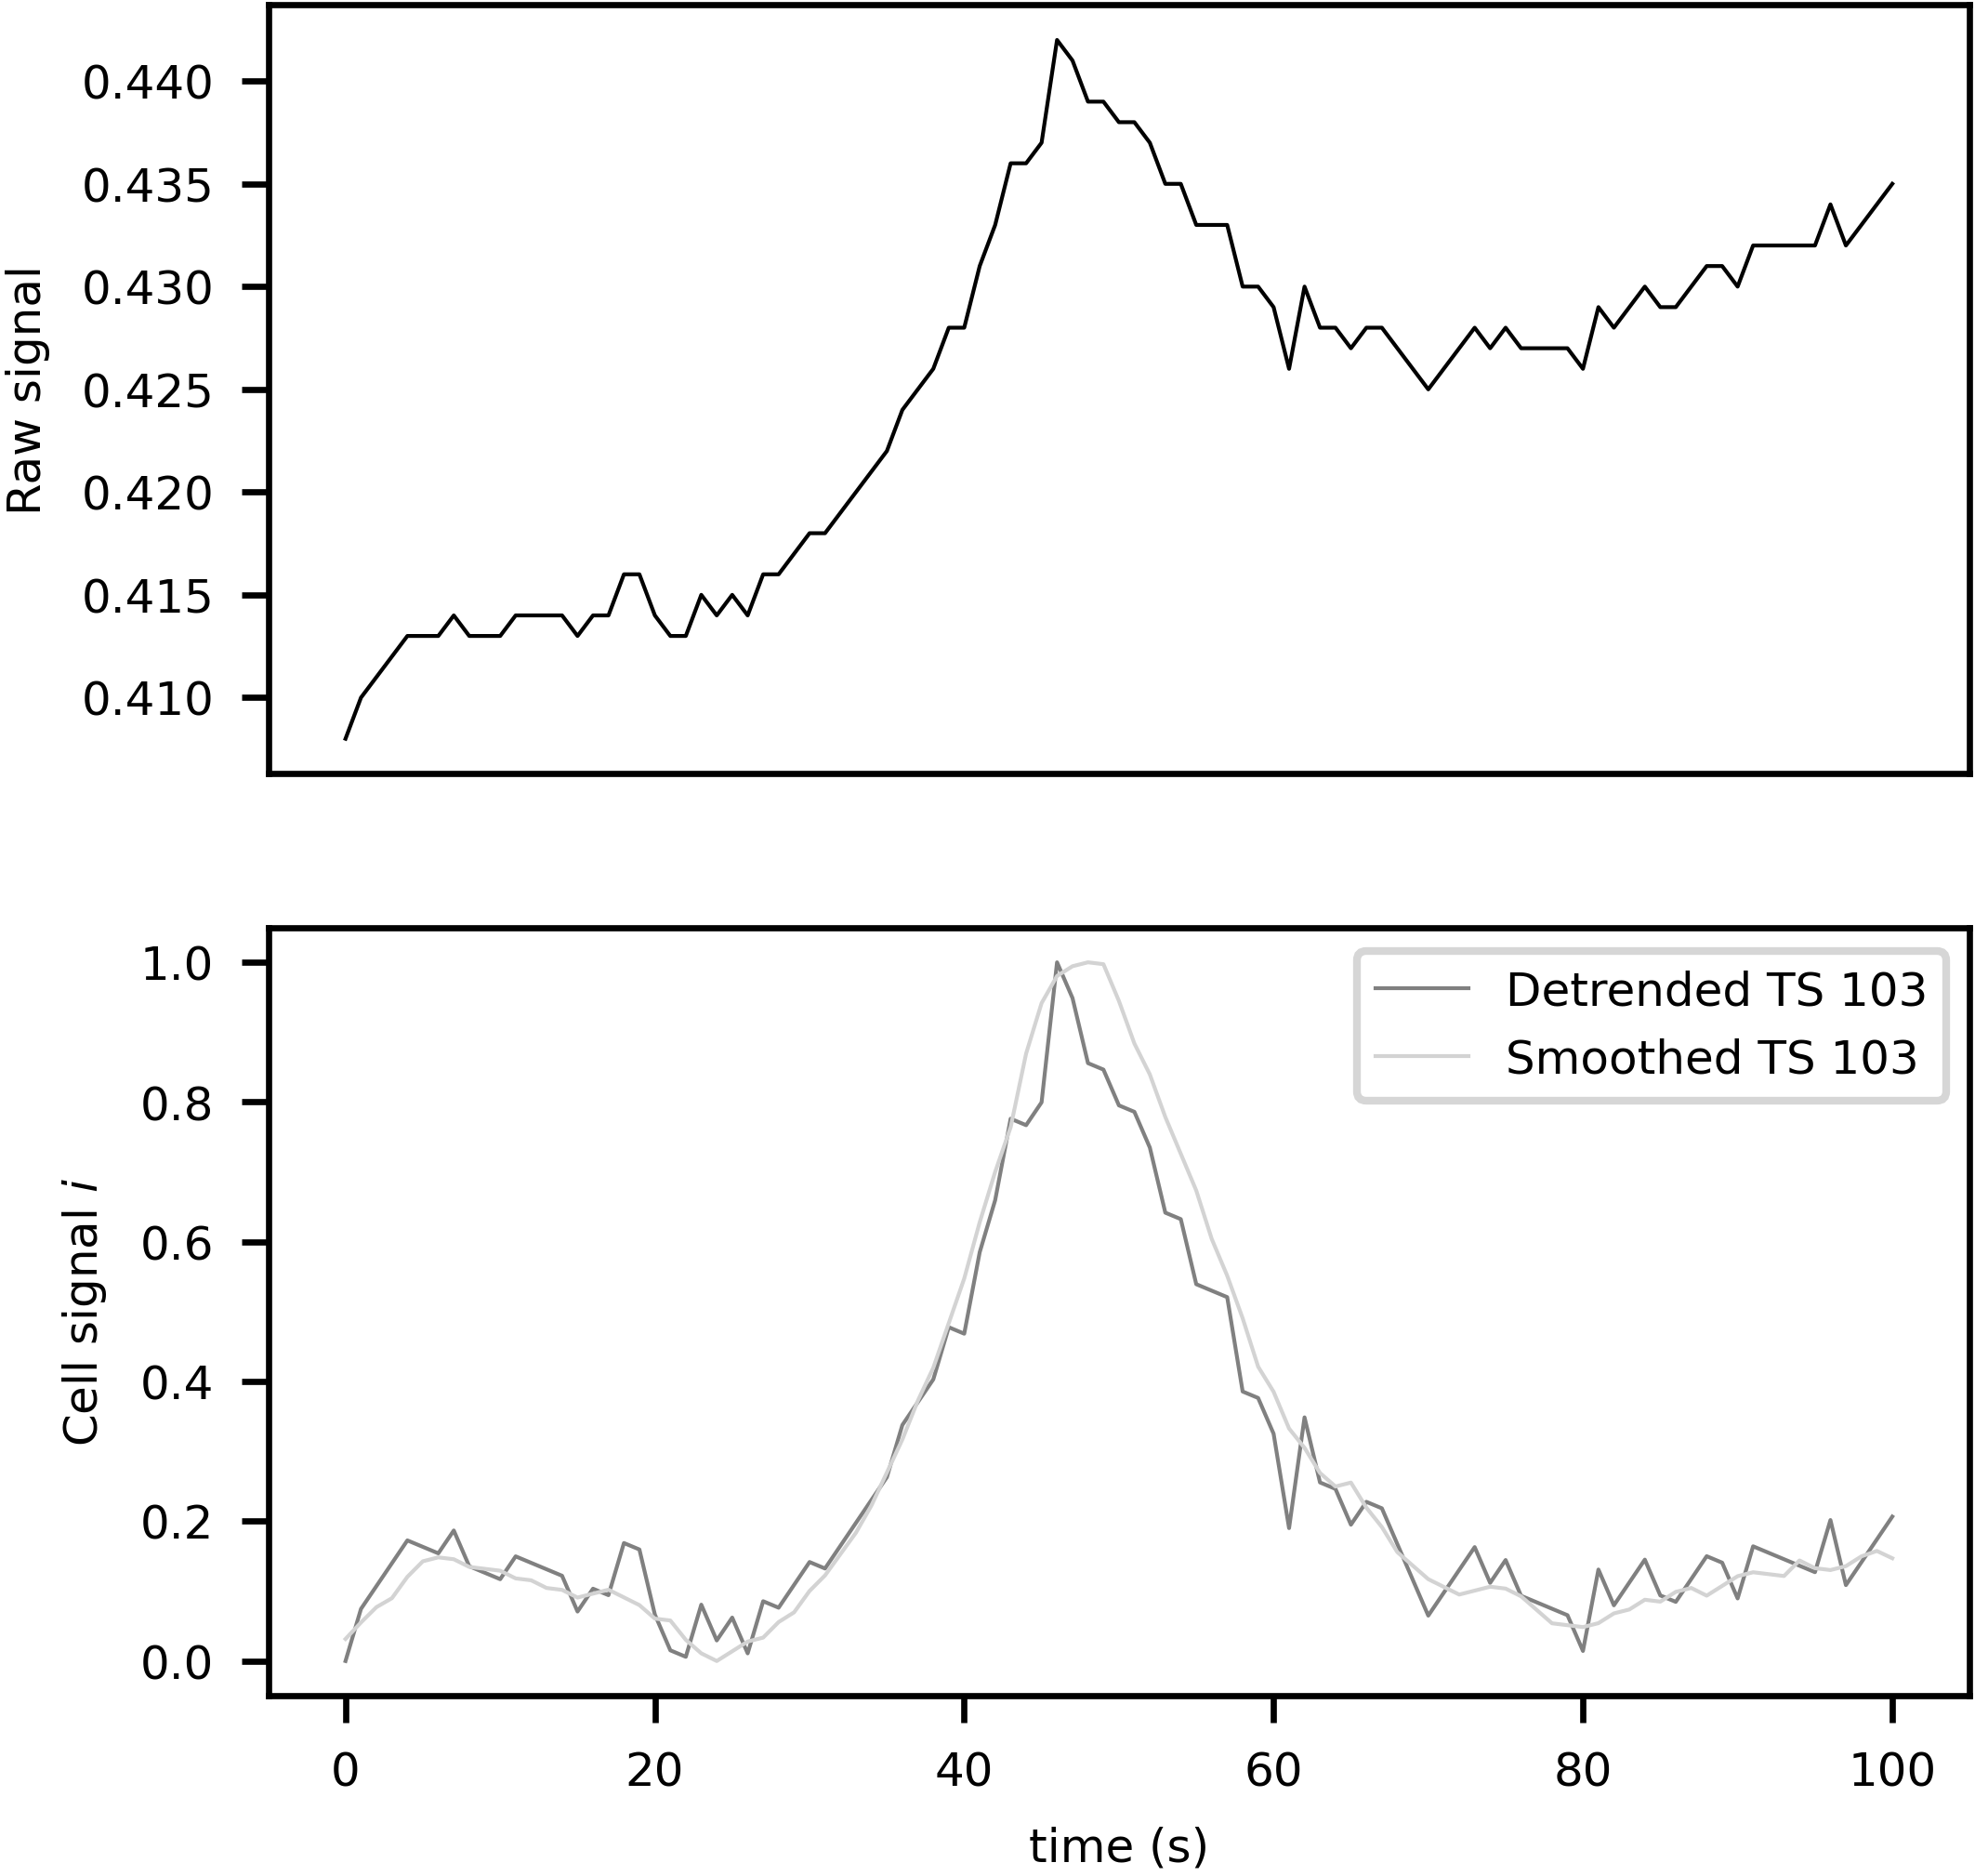 Raw signal
0.440
0.435
0.430
0.425
0.420
0.415
0.410
Cell signal i
1.0
0.8
0.6
0.4
0.2
0.0
Detrended TS 103
Smoothed TS 103
0 20 40 60 80 100
time (s)